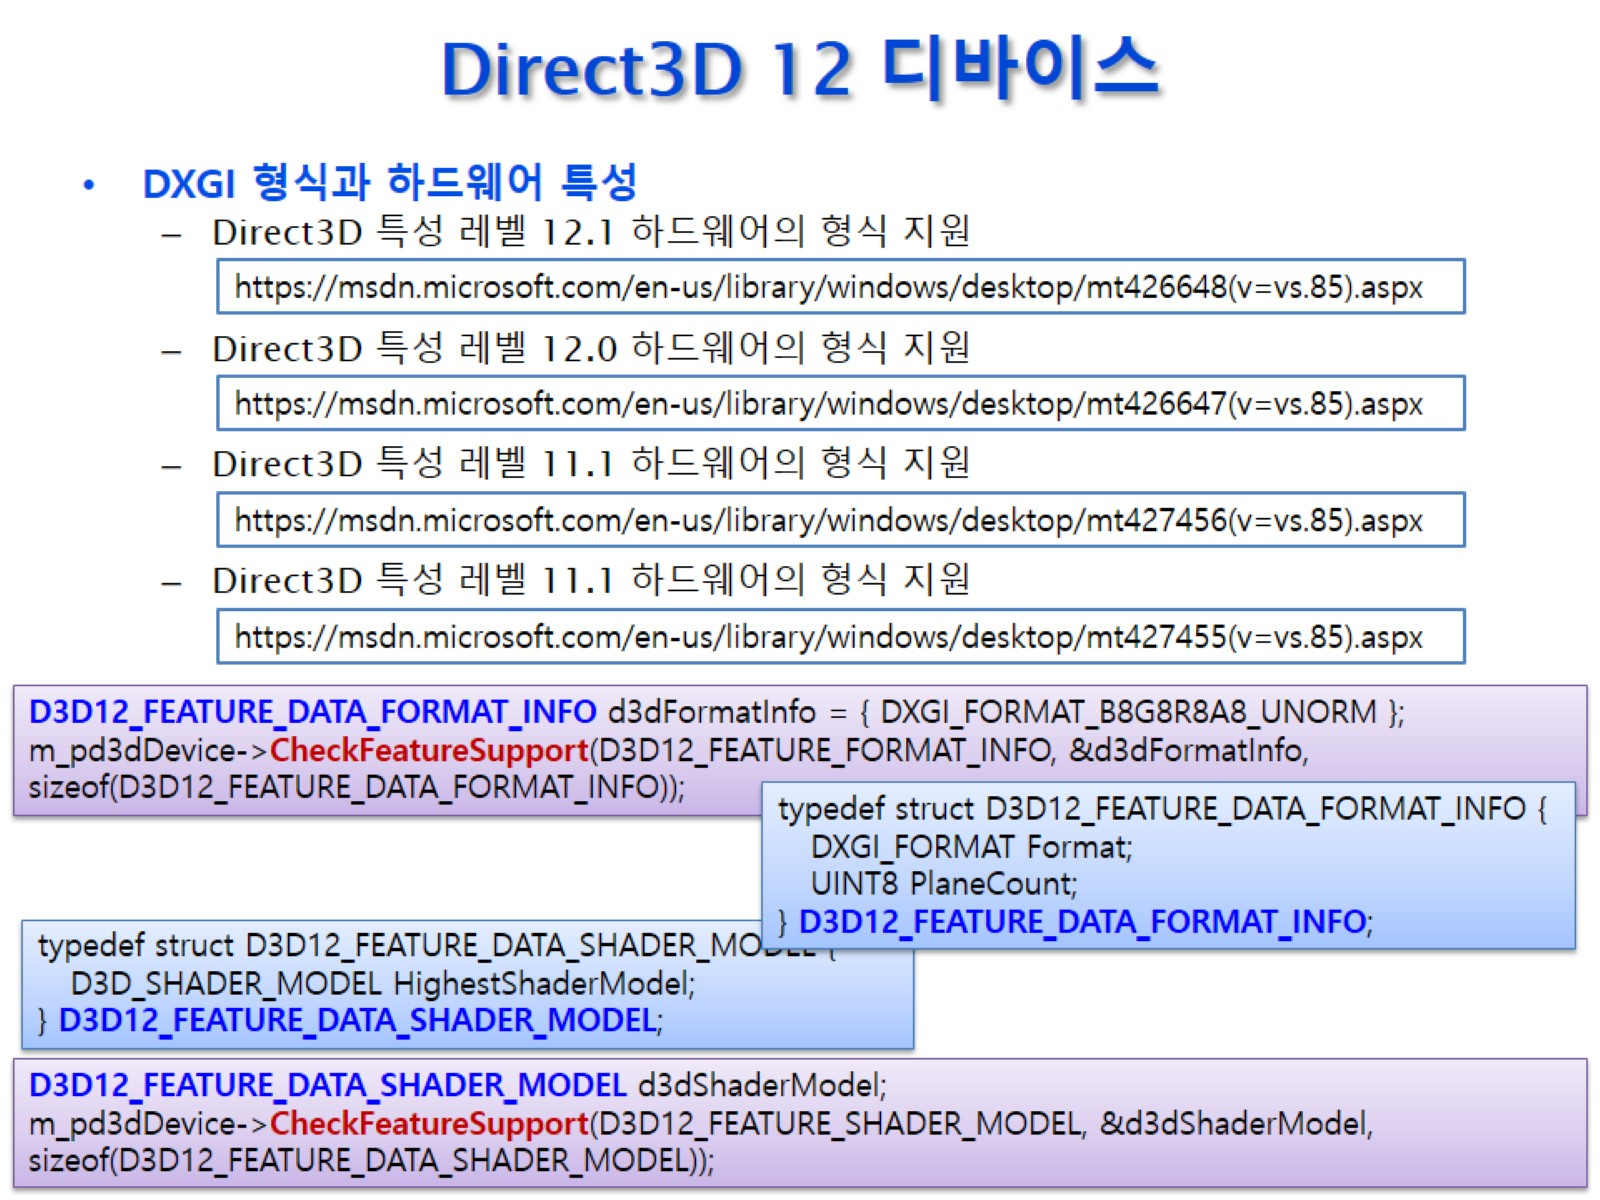 Direct3D 12 디바이스
• DXGI 형식과 하드웨어 특성
– Direct3D 특성 레벨 12.1 하드웨어의 형식 지원
https://msdn.microsoft.com/en-us/library/windows/desktop/mt426648(v=vs.85).aspx
– Direct3D 특성 레벨 12.0 하드웨어의 형식 지원
https://msdn.microsoft.com/en-us/library/windows/desktop/mt426647(v=vs.85).aspx
– Direct3D 특성 레벨 11.1 하드웨어의 형식 지원
https://msdn.microsoft.com/en-us/library/windows/desktop/mt427456(v=vs.85).aspx
– Direct3D 특성 레벨 11.1 하드웨어의 형식 지원
https://msdn.microsoft.com/en-us/library/windows/desktop/mt427455(v=vs.85).aspx
D3D12_FEATURE_DATA_FORMAT_INFO d3dFormatInfo = { DXGI_FORMAT_B8G8R8A8_UNORM };
m_pd3dDevice->CheckFeatureSupport(D3D12_FEATURE_FORMAT_INFO, &d3dFormatInfo,
sizeof(D3D12_FEATURE_DATA_FORMAT_INFO));
typedef struct D3D12_FEATURE_DATA_FORMAT_INFO {
DXGI_FORMAT Format;
UINT8 PlaneCount;
} D3D12_FEATURE_DATA_FORMAT_INFO;
typedef struct D3D12_FEATURE_DATA_SHADER_MODEL {
D3D_SHADER_MODEL HighestShaderModel;
} D3D12_FEATURE_DATA_SHADER_MODEL;
D3D12_FEATURE_DATA_SHADER_MODEL d3dShaderModel;
m_pd3dDevice->CheckFeatureSupport(D3D12_FEATURE_SHADER_MODEL, &d3dShaderModel,
sizeof(D3D12_FEATURE_DATA_SHADER_MODEL));